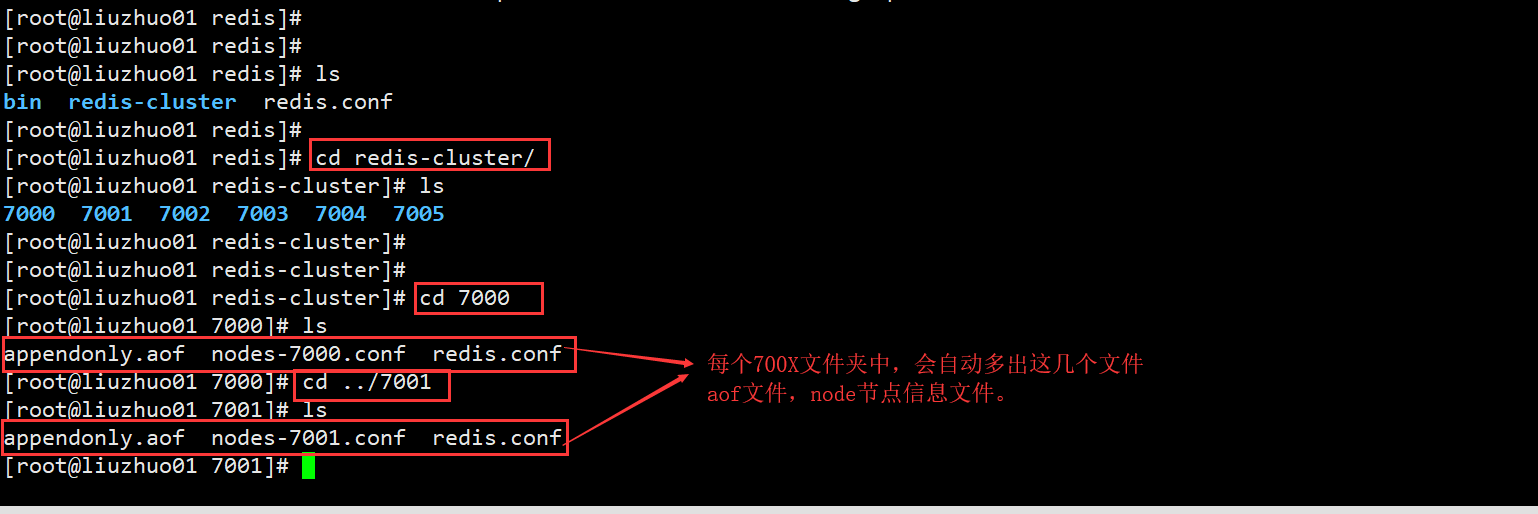 [root@liuzhuo01 redis]#
[root@liuzhuo01 redis]#
[root@liuzhuo01 redis]# ls
bin  redis-cluster  redis.conf
[root@liuzhuo01 redis]#
[root@liuzhuo01 redis]# cd redis-cluster/
[root@liuzhuo01 redis-cluster]# ls
7000  7001  7002  7003  7004  7005
[root@liuzhuo01 redis-cluster]#
[root@liuzhuo01 redis-cluster]#
[root@liuzhuo01 redis-cluster]# cd 7000
[root@liuzhuo01 7000]# ls
appendonly.aof  nodes-7000.conf  redis.conf
[root@liuzhuo01 7000]# cd ../7001
[root@liuzhuo01 7001]# ls
appendonly.aof  nodes-7001.conf  redis.conf
[root@liuzhuo01 7001]#
每个700X文件夹中，会自动多出这几个文件
aof文件，node节点信息文件。